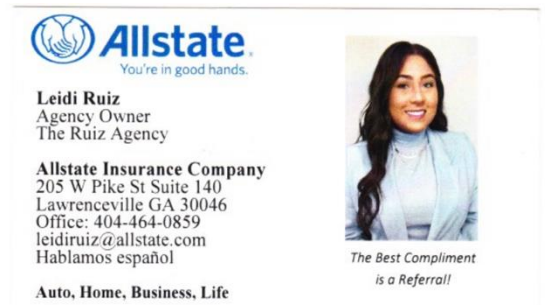 Allstate.
You're in good hands.
Leidi Ruiz
Agency Owner
The Ruiz Agency
Allstate Insurance Company
205 W Pike St Suite 140
Lawrenceville GA 30046
Office: 404-464-0859
leidiruiz@allstate.com
Hablamos español
Auto, Home, Business, Life
The Best Compliment
is a Referral!